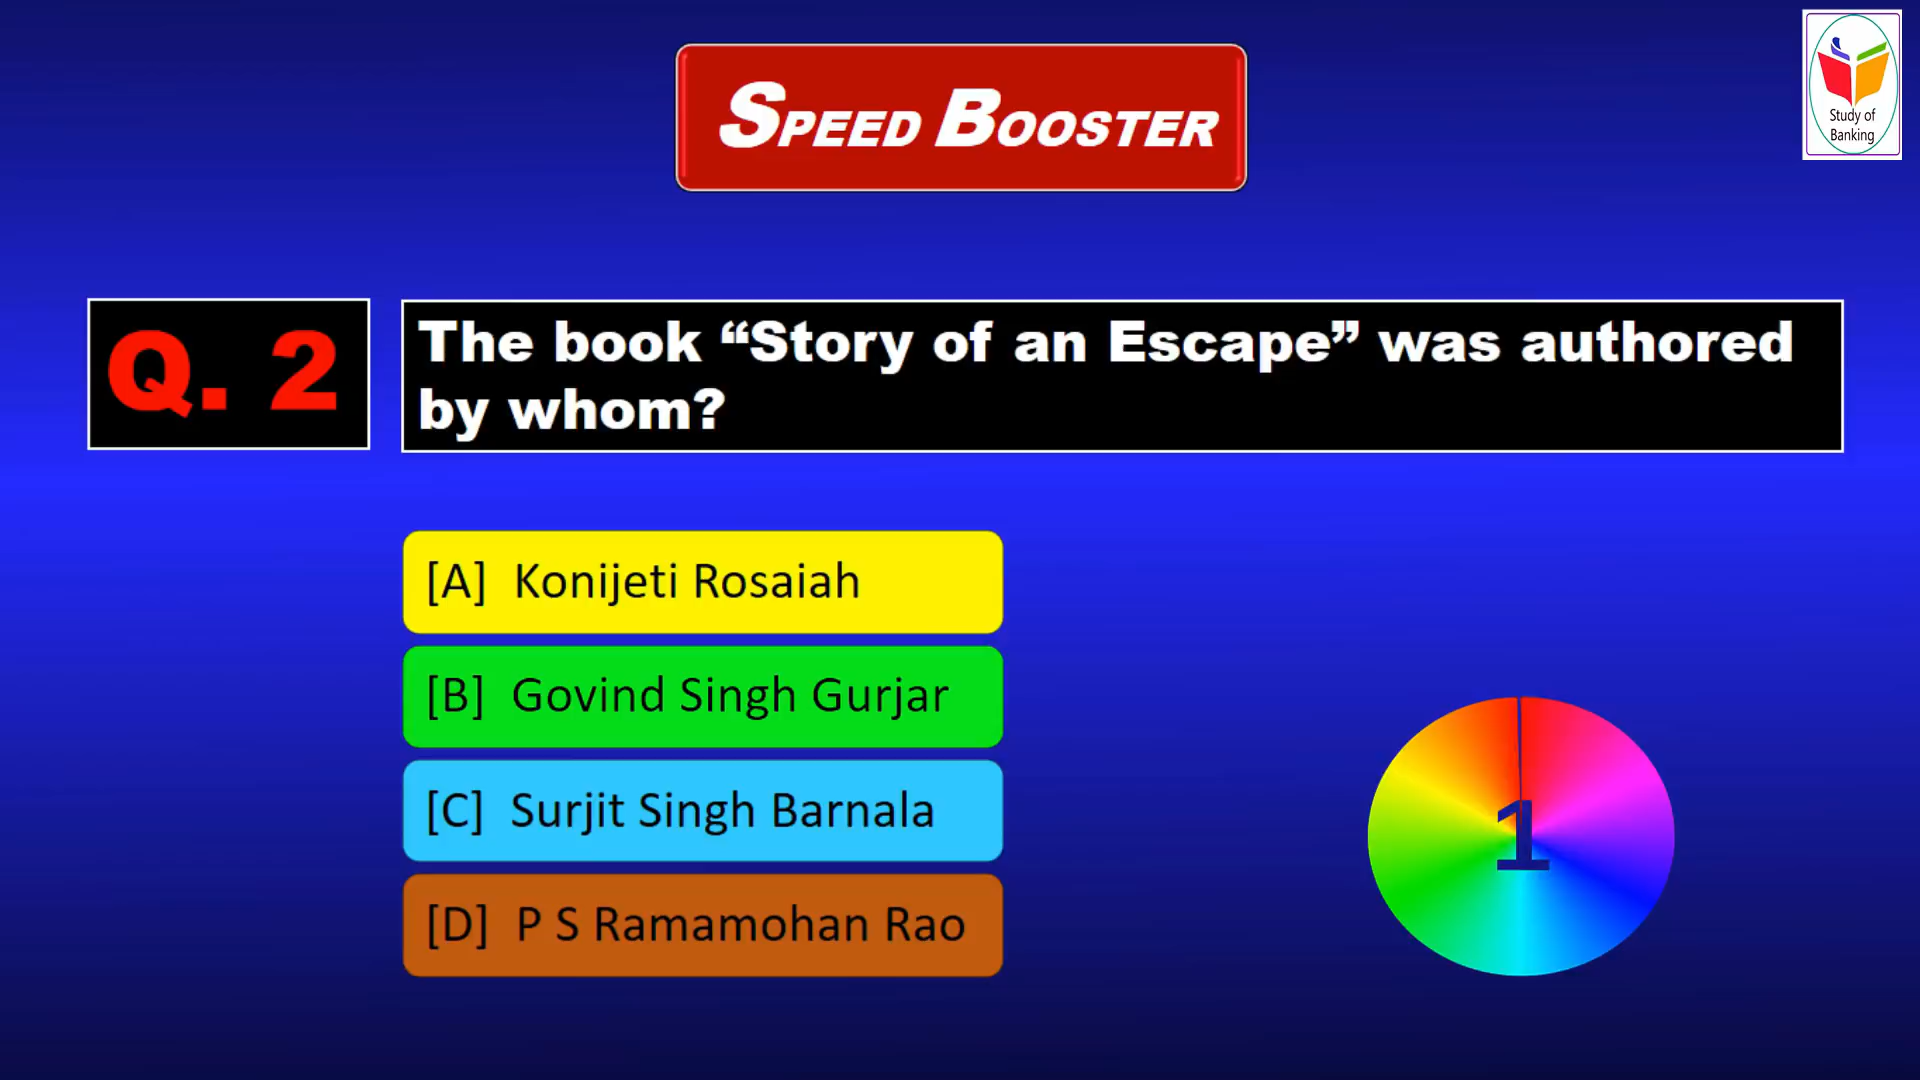 SPEED BOOSTER
Study of
Banking
Q. 2
The book “Story of an Escape” was authored
by whom?
[A] Konijeti Rosaiah
[B] Govind Singh Gurjar
[C] Surjit Singh Barnala
[D] P S Ramamohan Rao
1